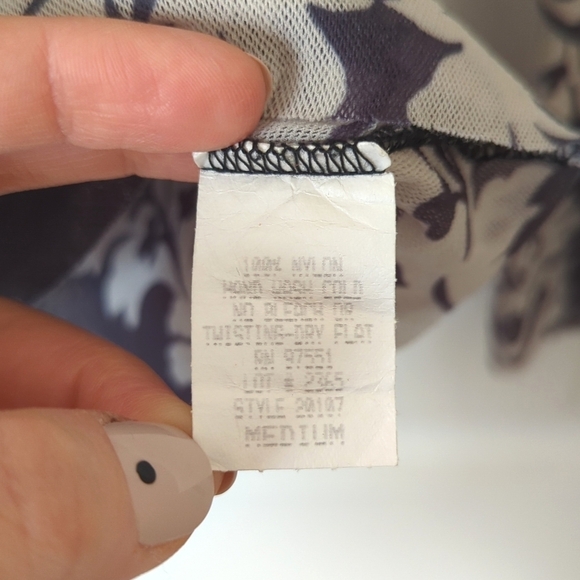 100% NYLON
HAND WASH COLD
NO BLEACH OR
TWISTING-DRY FLAT
RN 97551
LOT # 2365
STYLE 20107
MEDIUM